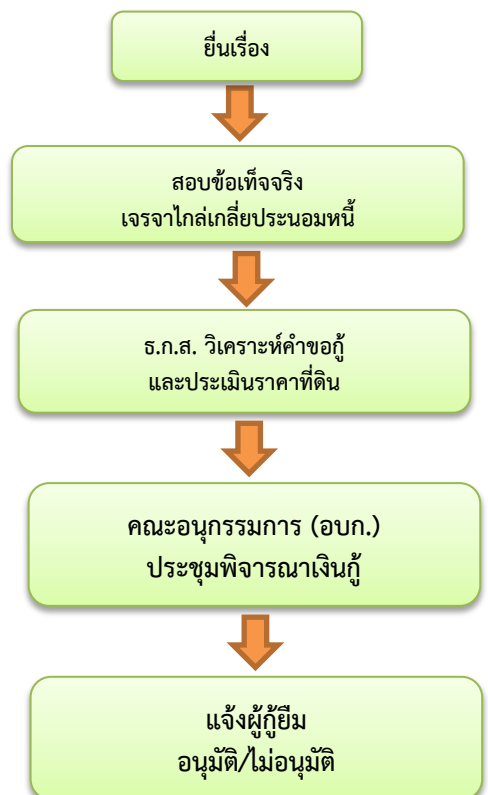 ยื่นเรื่อง
สอบข้อเท็จจริง
เจรจาไกล่เกลี่ยประนอมหนี้
ธ.ก.ส. วิเคราะห์คำขอกู้
และประเมินราคาที่ดิน
คณะอนุกรรมการ (อบก.)
ประชุมพิจารณาเงินกู้
แจ้งผู้กู้ยืม
อนุมัติ/ไม่อนุมัติ